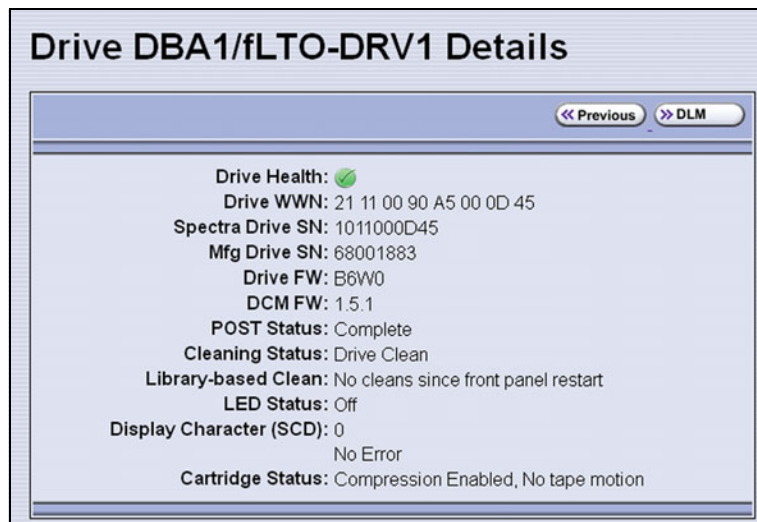 Drive DBA1/fLTO-DRV1 Details
Previous DLM
Drive Health:
Drive WWN: 21 11 00 90 A5 00 0D 45
Spectra Drive SN: 1011000D45
Mfg Drive SN: 68001883
Drive FW: B6W0
DCM FW: 1.5.1
POST Status: Complete
Cleaning Status: Drive Clean
Library-based Clean: No cleans since front panel restart
LED Status: Off
Display Character (SCD): 0
No Error
Cartridge Status: Compression Enabled, No tape motion